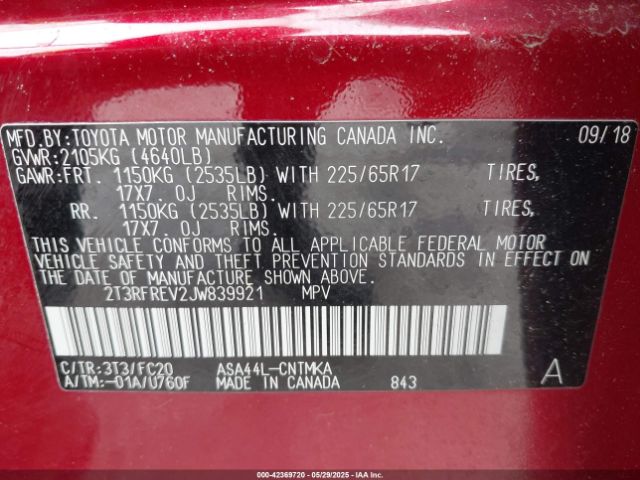 MFD.BY:TOYOTA MOTOR MANUFACTURING CANADA INC. 09/18
GVWR:2105KG (4640LB)
GAWR:FRT. 1150KG (2535LB) WITH 225/65R17 TIRES,
17X7.0J RIMS.
RR. 1150KG (2535LB) WITH 225/65R17 TIRES,
17X7.0J RIMS.
THIS VEHICLE CONFORMS TO ALL APPLICABLE FEDERAL MOTOR
VEHICLE SAFETY AND THEFT PREVENTION STANDARDS IN EFFECT ON
THE DATE OF MANUFACTURE SHOWN ABOVE.
2T3RFREV2JW839921 MPV
C/TR:3T3/FC20 ASA44L-CNTMKA
A/TM:-01A/U760F MADE IN CANADA 843 A
000-42369720 05/29/2025 IAAI.COM